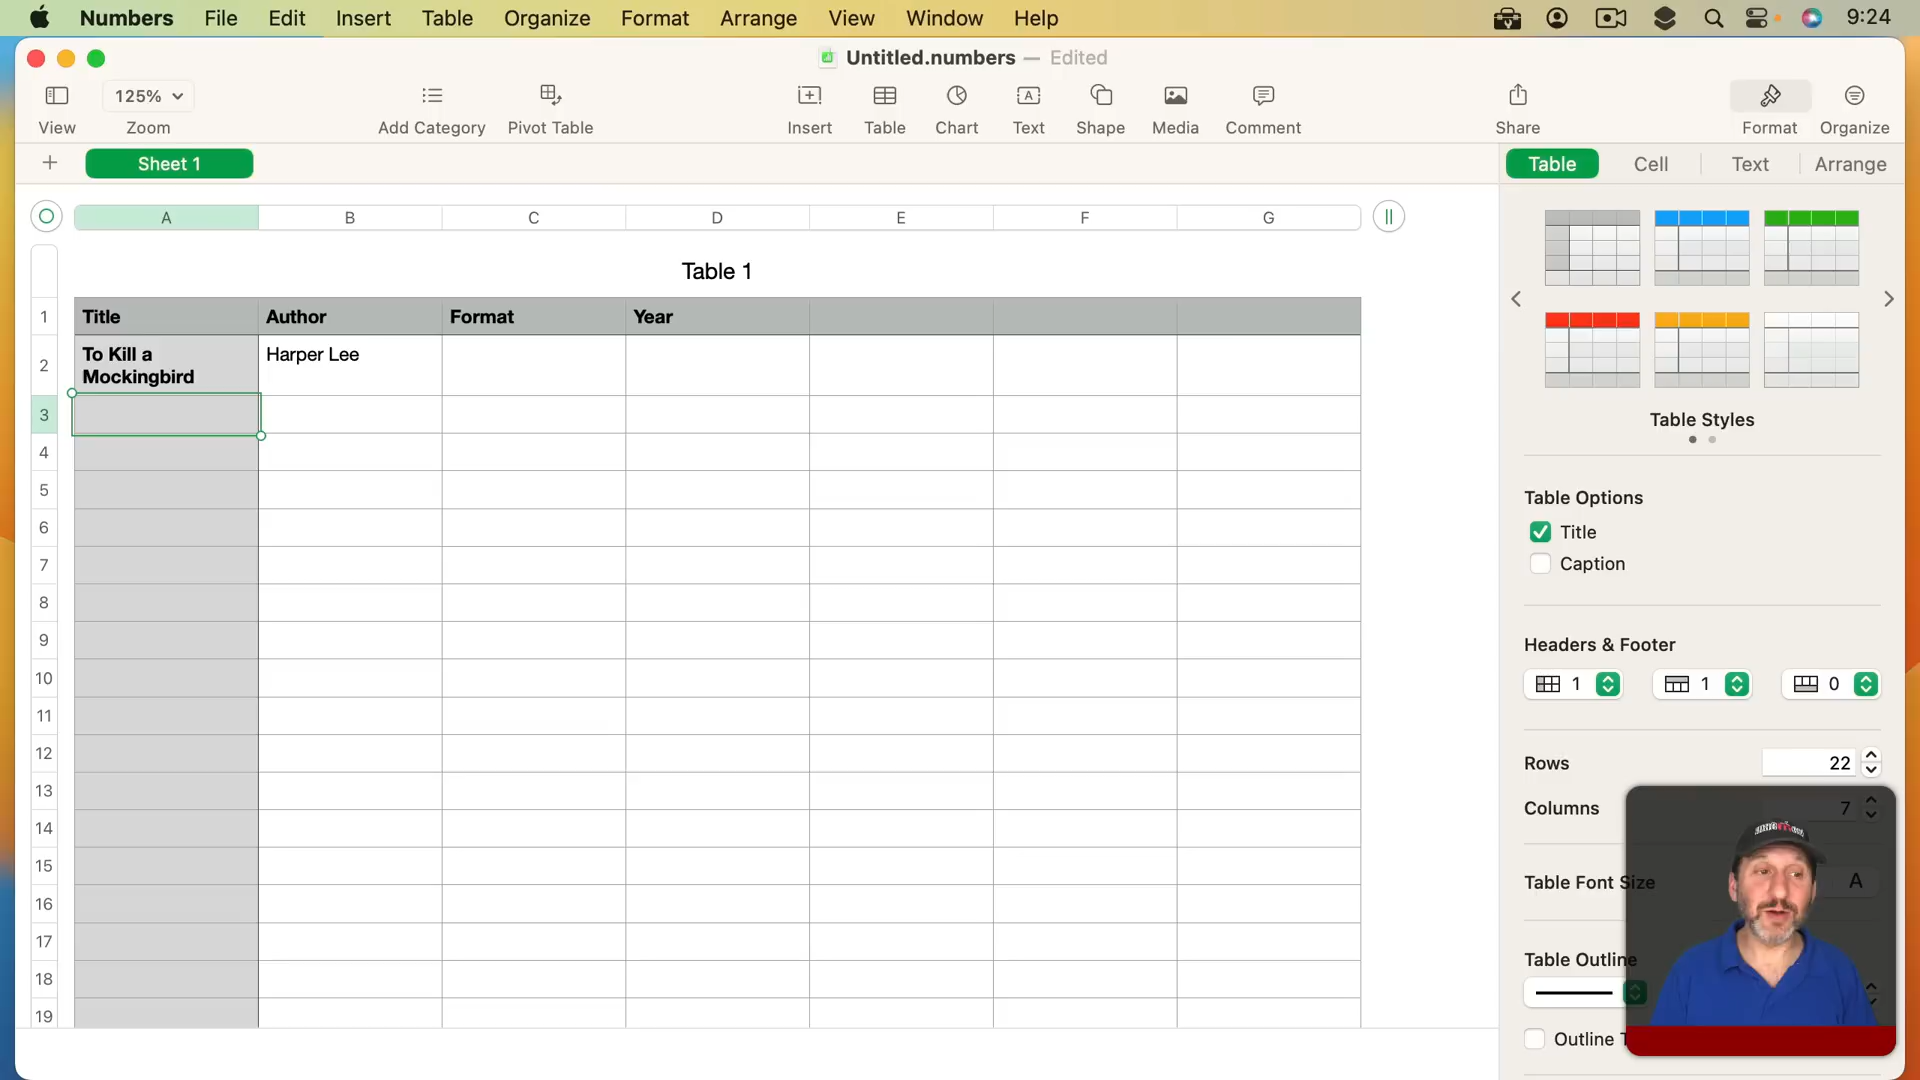 Numbers File Edit Insert Table Organize Format Arrange View Window Help 9:24
Untitled.numbers — Edited
125%
View Zoom Add Category Pivot Table Insert Table Chart Text Shape Media Comment Share Format Organize
Sheet 1
Table Cell Text Arrange
A B C D E F G
Table 1
1 Title Author Format Year
2 To Kill a Mockingbird Harper Lee
3
4
5
6
7
8
9
10
11
12
13
14
15
16
17
18
19
Table Styles
Table Options
Title
Caption
Headers & Footer
1 1 0
Rows 22
Columns 7
Table Font Size A
Table Outline
Outline